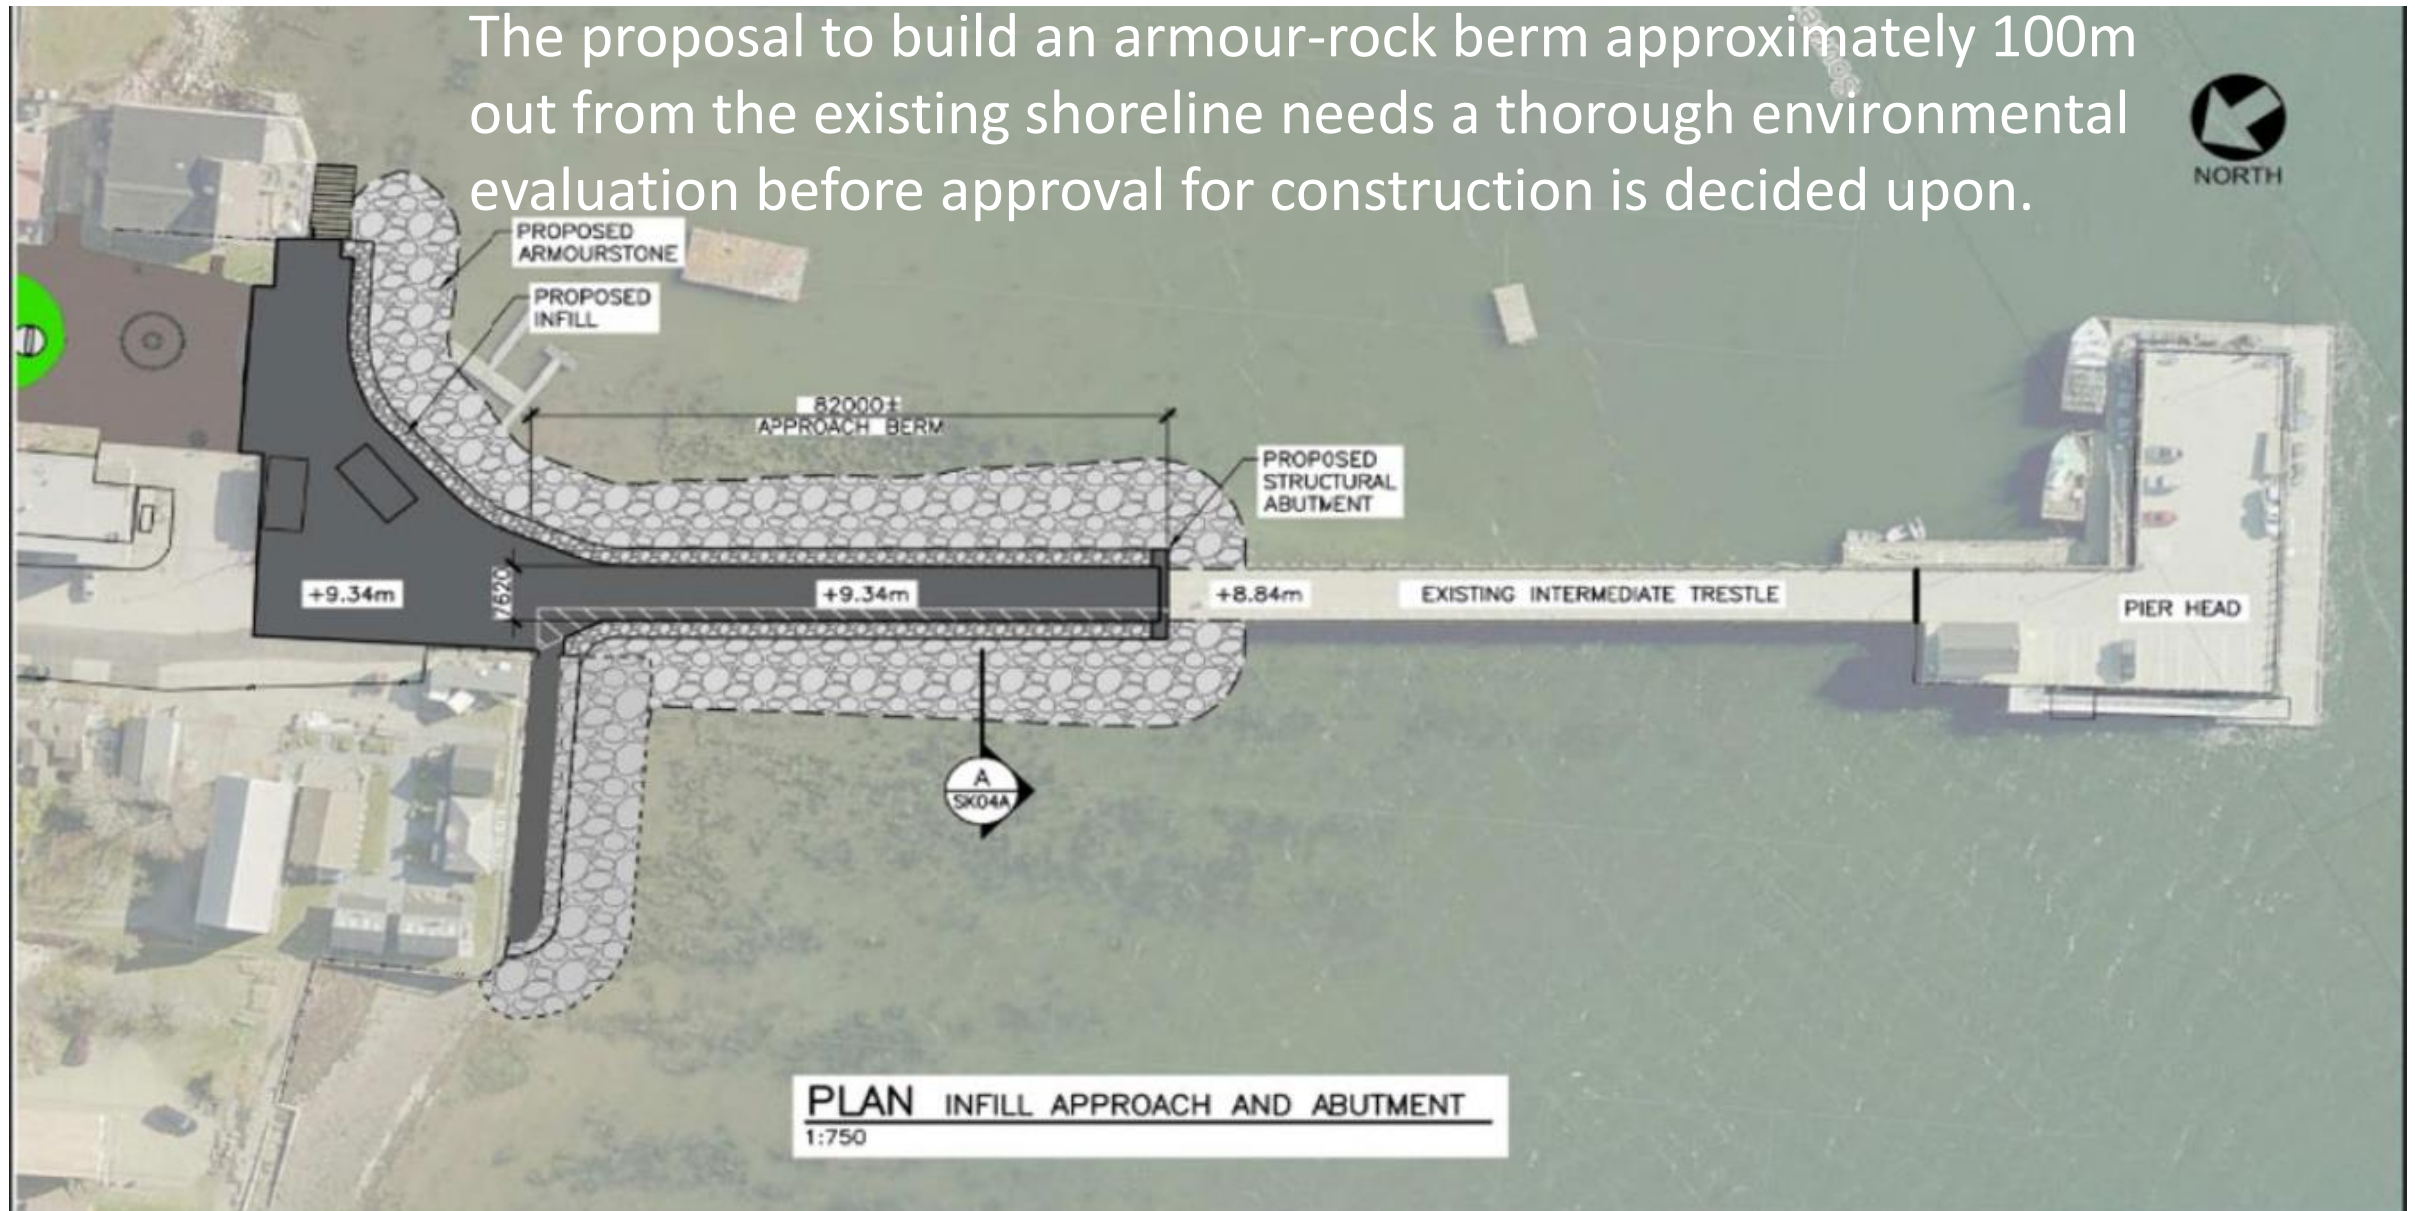 The proposal to build an armour-rock berm approximately 100m
out from the existing shoreline needs a thorough environmental
evaluation before approval for construction is decided upon.
NORTH
PROPOSED
ARMOURSTONE
PROPOSED
INFILL
82000±
APPROACH BERM
PROPOSED
STRUCTURAL
ABUTMENT
+9.34m
7620
+9.34m
+8.84m
EXISTING INTERMEDIATE TRESTLE
PIER HEAD
A
SK04A
PLAN INFILL APPROACH AND ABUTMENT
1:750